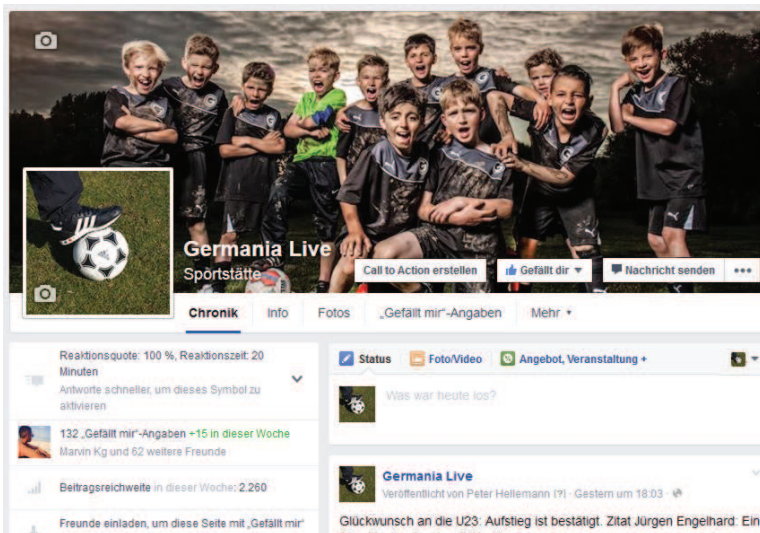 Germania Live
Sportstätte
Call to Action erstellen
Gefällt dir
Nachricht senden
Chronik
Info
Fotos
„Gefällt mir“-Angaben
Mehr
Reaktionsquote: 100 %, Reaktionszeit: 20
Minuten
Antworte schneller, um dieses Symbol zu
aktivieren
132 „Gefällt mir“-Angaben +15 in dieser Woche
Marvin Kg und 62 weitere Freunde
Beitragsreichweite in dieser Woche: 2.260
Freunde einladen, um diese Seite mit „Gefällt mir“
Status
Foto/Video
Angebot, Veranstaltung +
Was war heute los?
Germania Live
Veröffentlicht von Peter Hellemann [?] · Gestern um 18:03 ·
Glückwunsch an die U23: Aufstieg ist bestätigt. Zitat Jürgen Engelhard: Ein